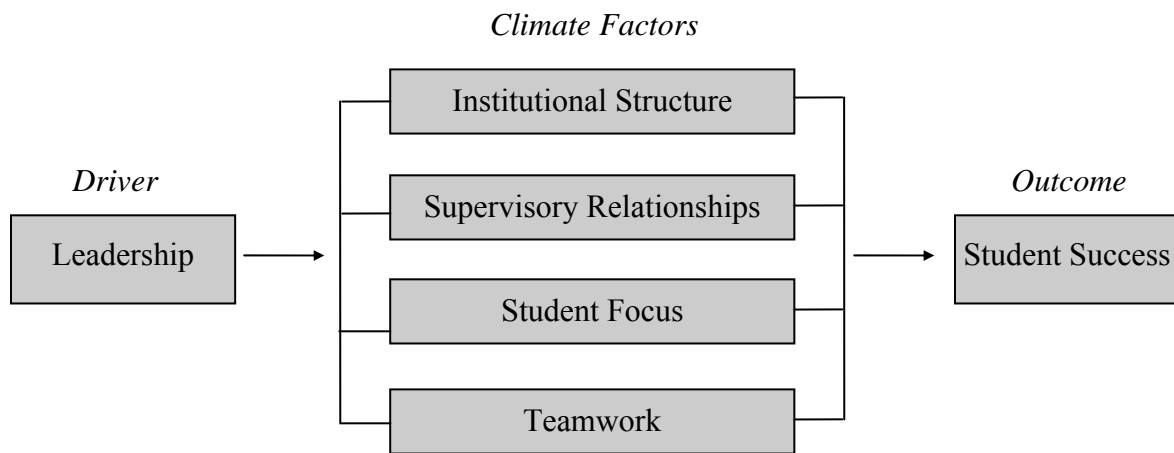 Climate Factors
Institutional Structure
Driver
Leadership
Supervisory Relationships
Student Focus
Teamwork
Outcome
Student Success